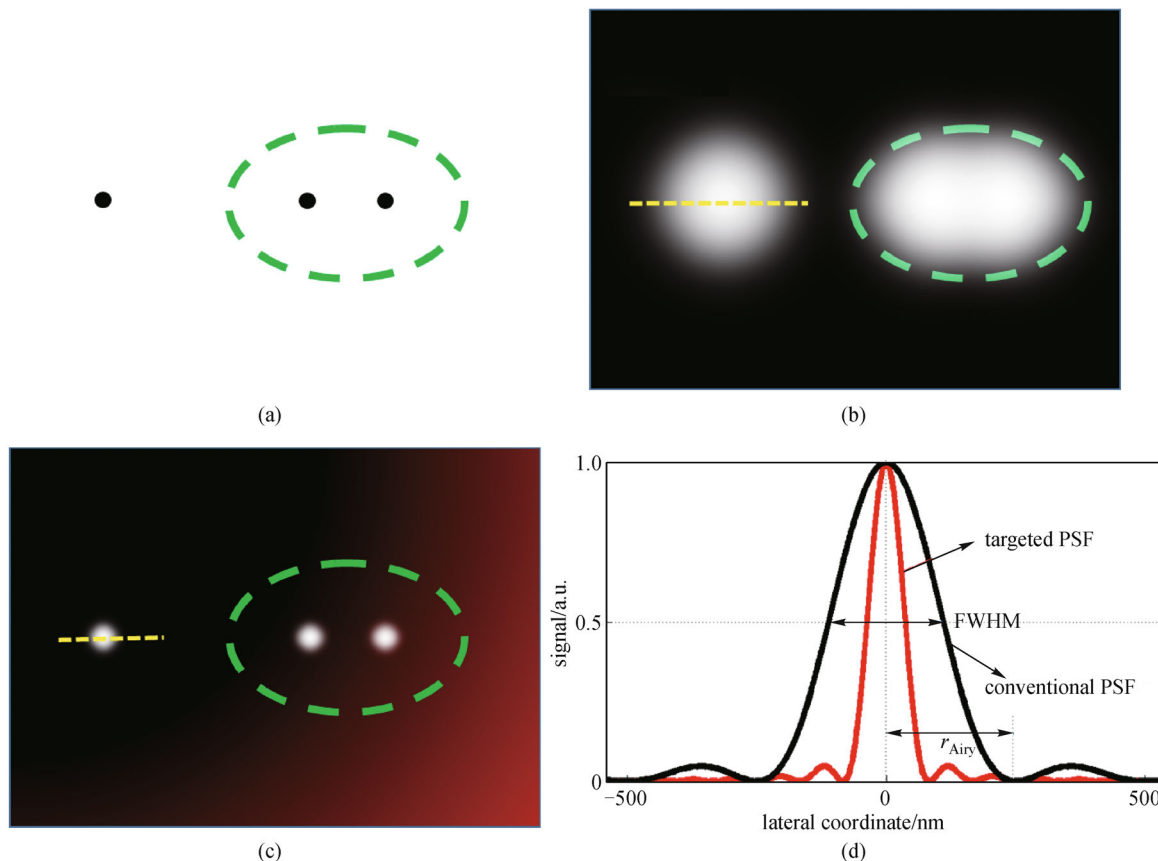 (a)
(b)
1.0
targeted PSF
0.5
FWHM
signal/a.u.
conventional PSF
r_Airy
0
−500
0
500
lateral coordinate/nm
(c)
(d)